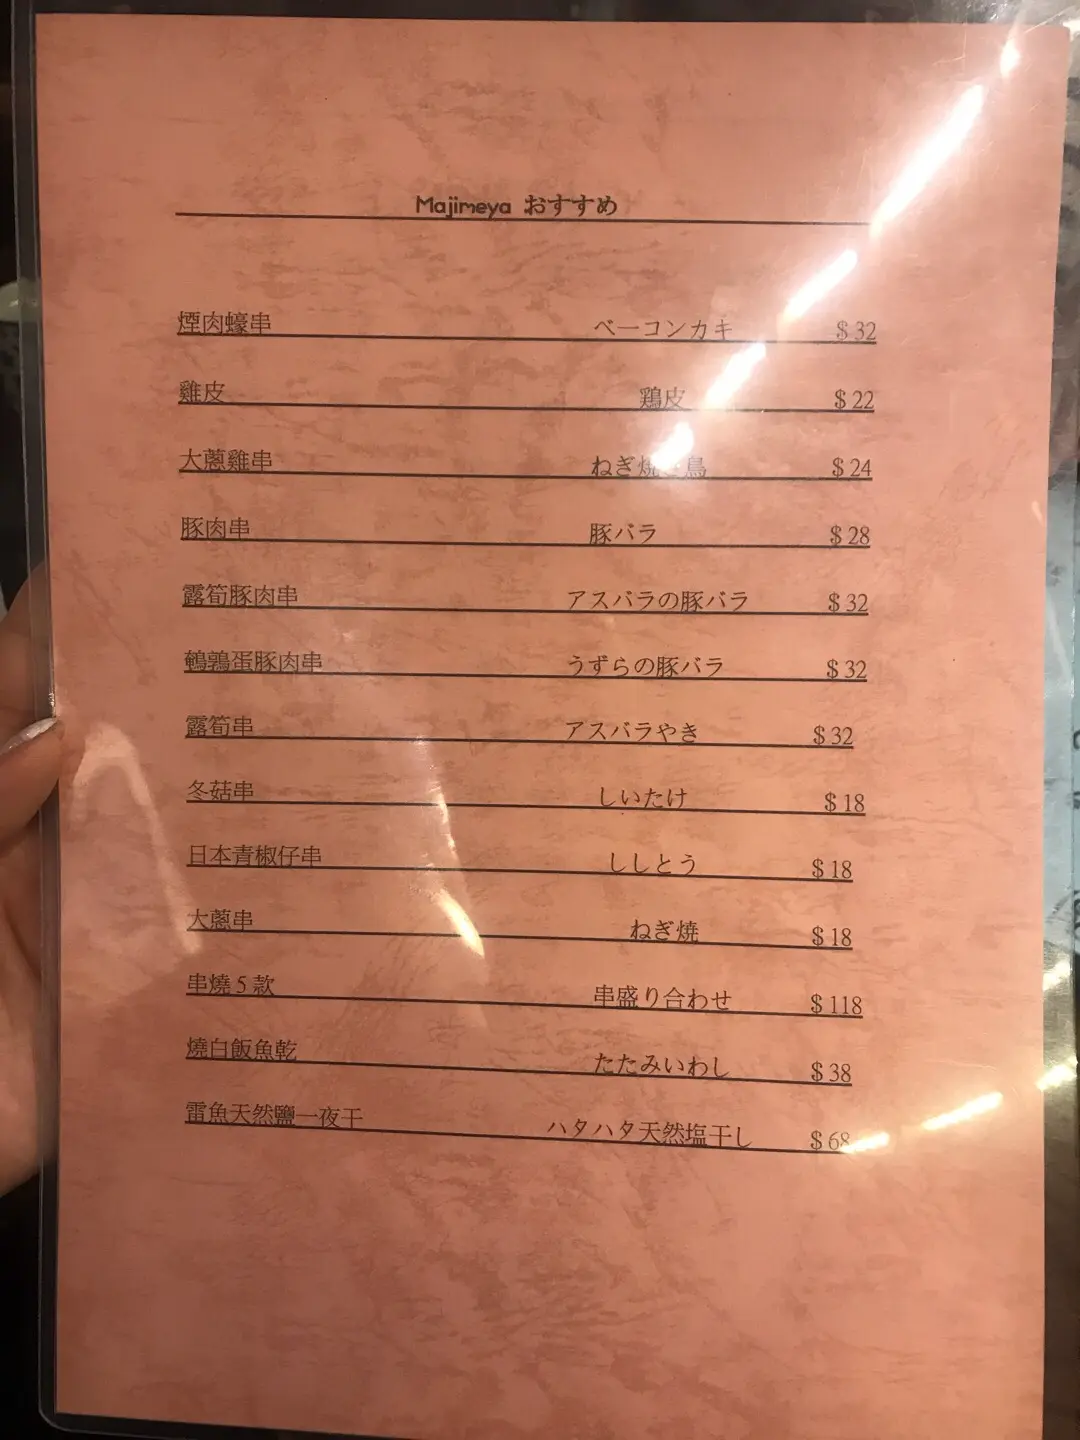 Majimeya おすすめ
煙肉蠔串 ベーコンカキ $32
雞皮 鶏皮 $22
大蔥雞串 ねぎ焼 鳥 $24
豚肉串 豚バラ $28
露筍豚肉串 アスパラの豚バラ $32
鵪鶉蛋豚肉串 うずらの豚バラ $32
露筍串 アスパラやき $32
冬菇串 しいたけ $18
日本青椒仔串 ししとう $18
大蔥串 ねぎ焼 $18
串燒5款 串盛り合わせ $118
燒白飯魚乾 たたみいわし $38
雷魚天然鹽一夜干 ハタハタ天然塩干し $68